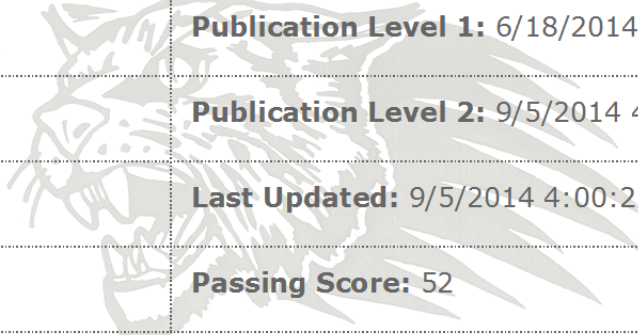 Publication Level 1: 6/18/2014
Publication Level 2: 9/5/2014 4
Last Updated: 9/5/2014 4:00:2
Passing Score: 52